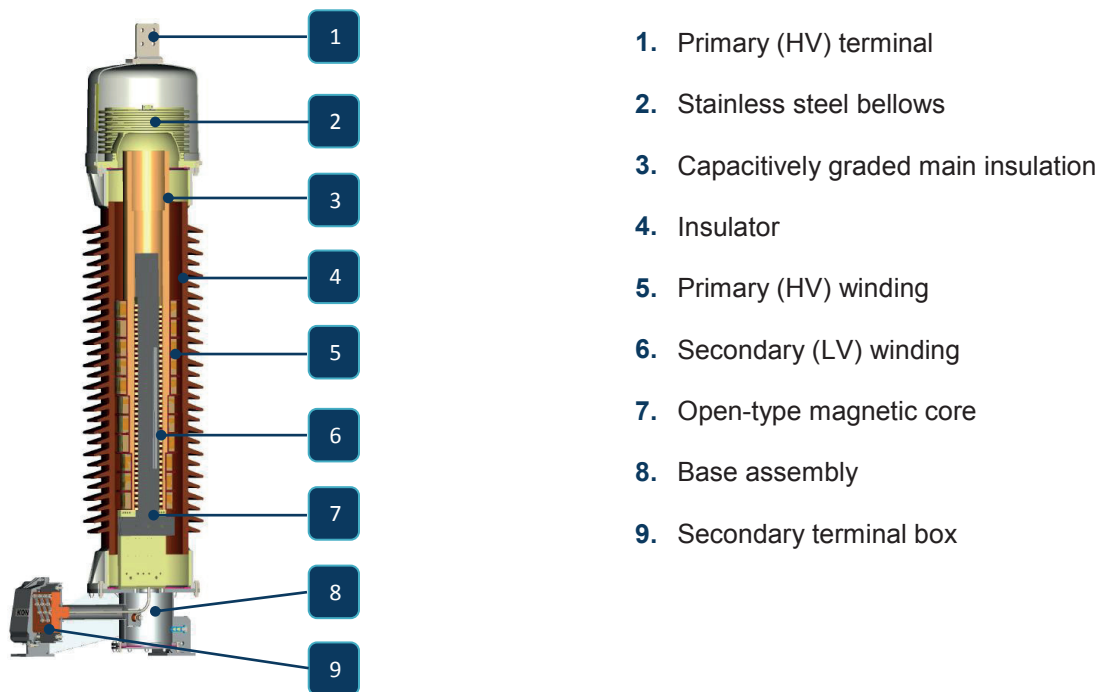 1
2
3
4
5
6
7
8
9
KON
1. Primary (HV) terminal
2. Stainless steel bellows
3. Capacitively graded main insulation
4. Insulator
5. Primary (HV) winding
6. Secondary (LV) winding
7. Open-type magnetic core
8. Base assembly
9. Secondary terminal box